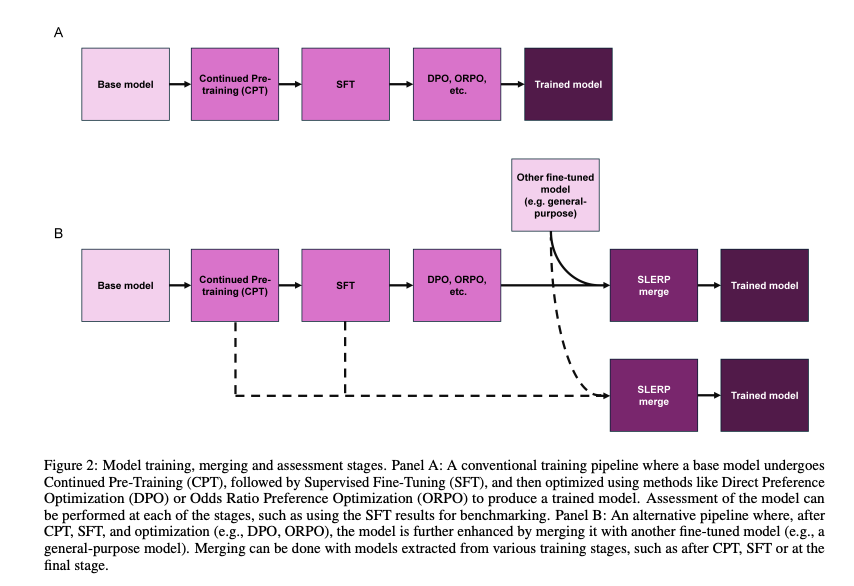 A
Base model
Continued Pre-
training (CPT)
SFT
DPO, ORPO,
etc.
Trained model
Other fine-tuned
model
(e.g. general-
purpose)
B
Base model
Continued Pre-
training (CPT)
SFT
DPO, ORPO,
etc.
SLERP
merge
Trained model
SLERP
merge
Trained model
Figure 2: Model training, merging and assessment stages. Panel A: A conventional training pipeline where a base model undergoes
Continued Pre-Training (CPT), followed by Supervised Fine-Tuning (SFT), and then optimized using methods like Direct Preference
Optimization (DPO) or Odds Ratio Preference Optimization (ORPO) to produce a trained model. Assessment of the model can
be performed at each of the stages, such as using the SFT results for benchmarking. Panel B: An alternative pipeline where, after
CPT, SFT, and optimization (e.g., DPO, ORPO), the model is further enhanced by merging it with another fine-tuned model (e.g., a
general-purpose model). Merging can be done with models extracted from various training stages, such as after CPT, SFT or at the
final stage.